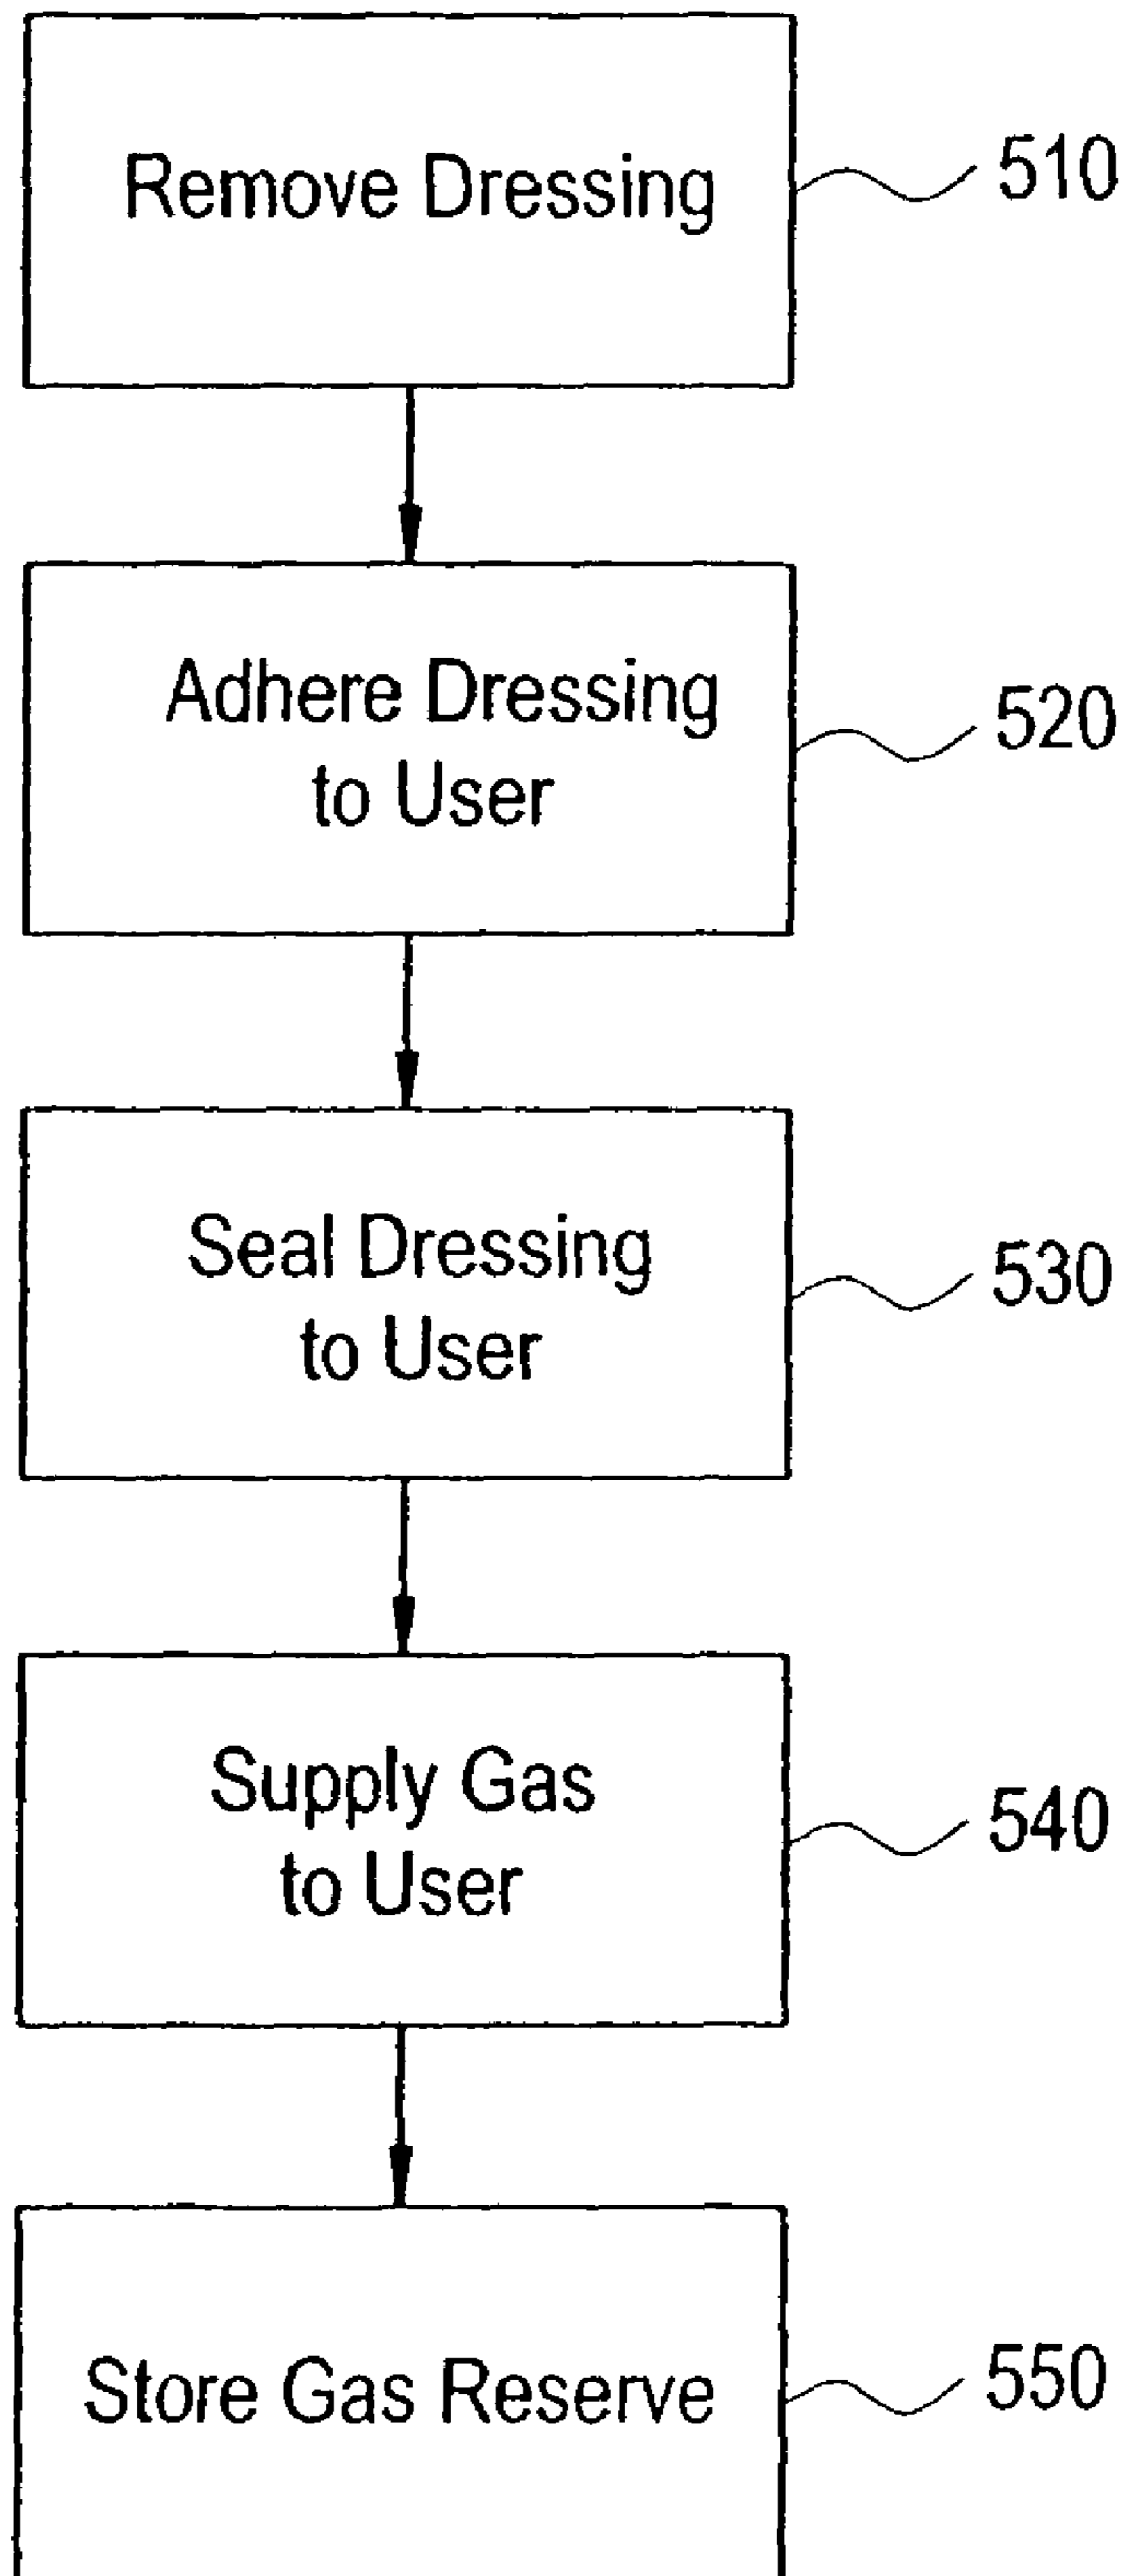 Remove Dressing
510
Adhere Dressing
to User
520
Seal Dressing
to User
530
Supply Gas
to User
540
Store Gas Reserve
550